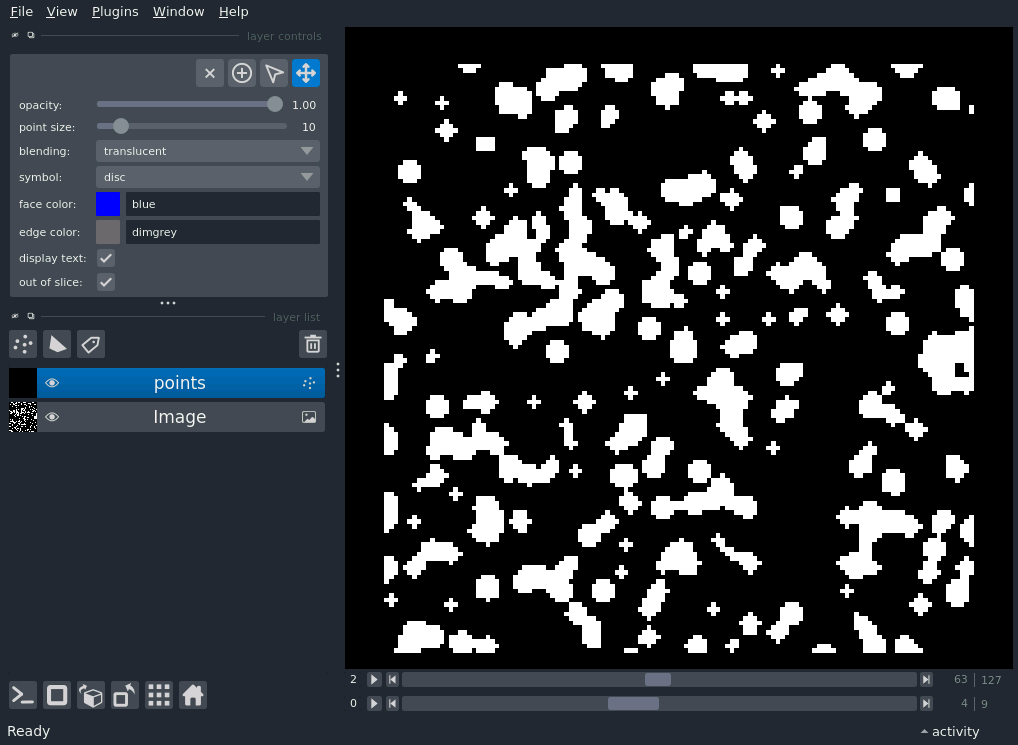 File View Plugins Window Help
layer controls
opacity: 1.00
point size: 10
blending: translucent
symbol: disc
face color: blue
edge color: dimgrey
display text:
out of slice:
layer list
points
Image
2 63 127
0 4 9
Ready activity